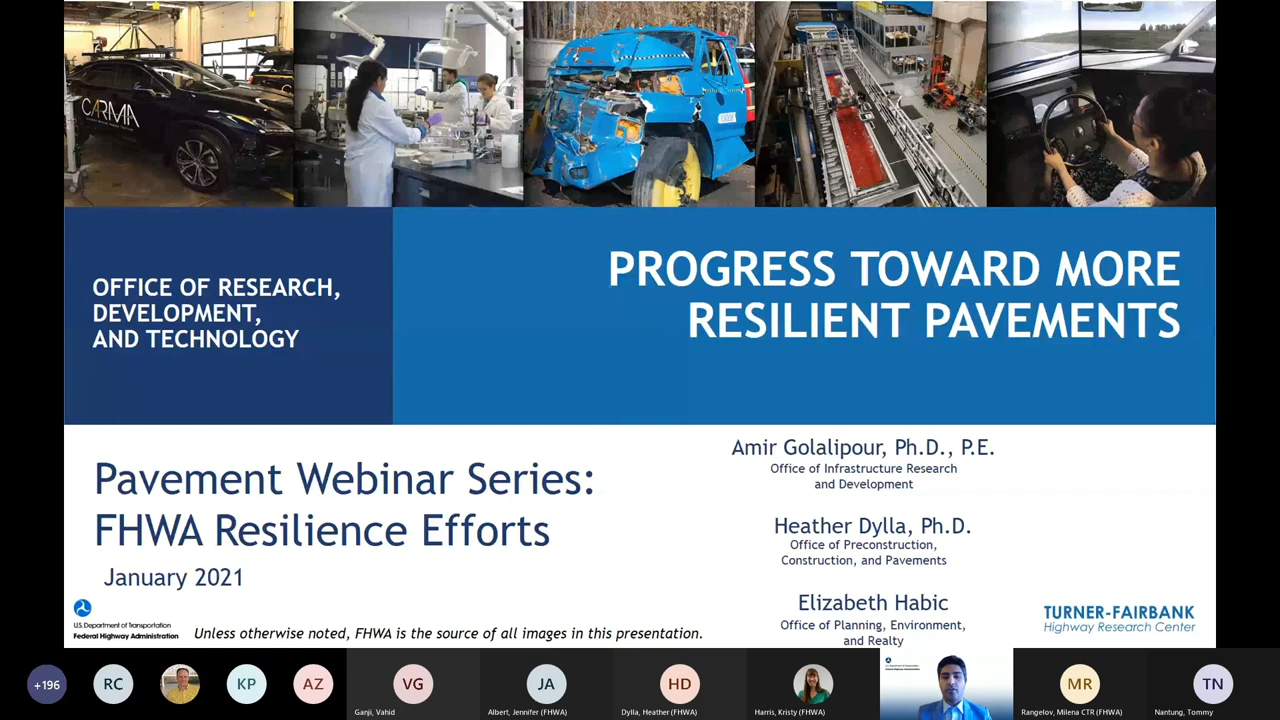 CARMA
OFFICE OF RESEARCH,
DEVELOPMENT,
AND TECHNOLOGY
PROGRESS TOWARD MORE
RESILIENT PAVEMENTS
Pavement Webinar Series:
FHWA Resilience Efforts
January 2021
Amir Golalipour, Ph.D., P.E.
Office of Infrastructure Research
and Development
Heather Dylla, Ph.D.
Office of Preconstruction,
Construction, and Pavements
Elizabeth Habic
Office of Planning, Environment,
and Realty
U.S. Department of Transportation
Federal Highway Administration
Unless otherwise noted, FHWA is the source of all images in this presentation.
TURNER-FAIRBANK
Highway Research Center
+196
RC
KP
AZ
VG
Ganji, Vahid
JA
Albert, Jennifer (FHWA)
HD
Dylla, Heather (FHWA)
Harris, Kristy (FHWA)
MR
Rangelov, Milena CTR (FHWA)
TN
Nantung, Tommy